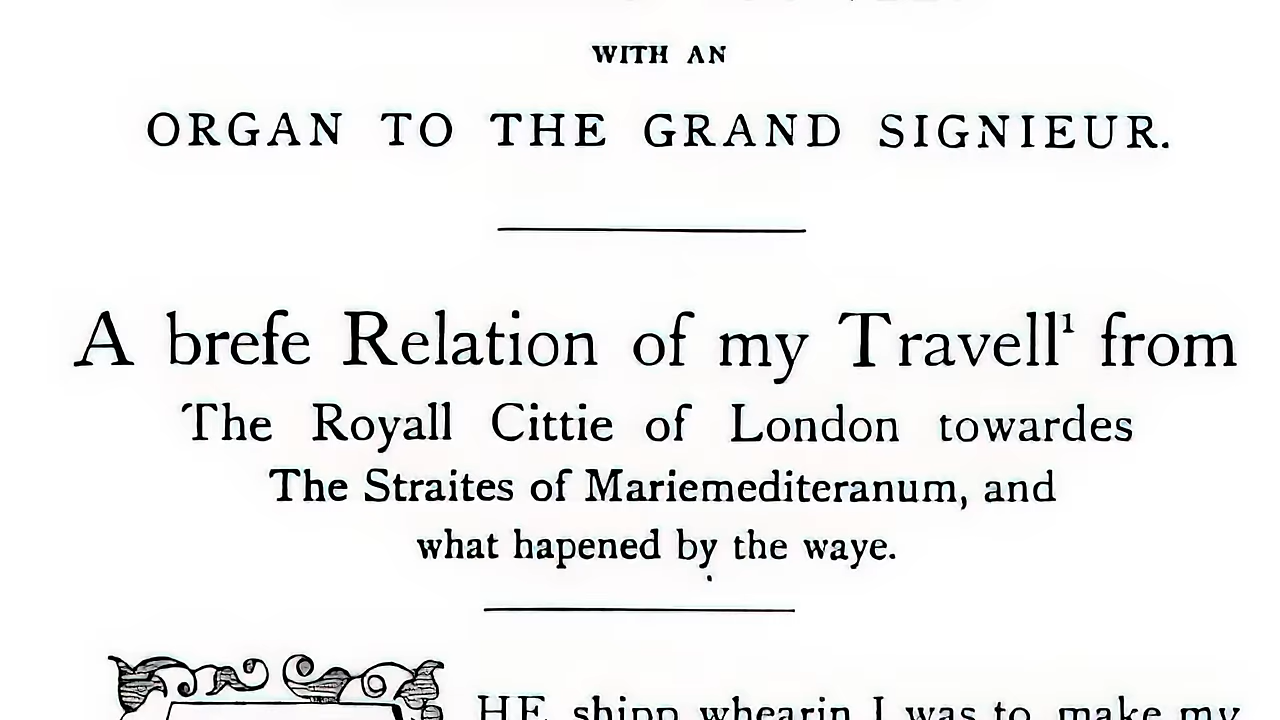 WITH AN
ORGAN TO THE GRAND SIGNIEUR.
A brefe Relation of my Travell¹ from
The Royall Cittie of London towardes
The Straites of Mariemediteranum, and
what hapened by the waye.
HE shipp whearin I was to make my